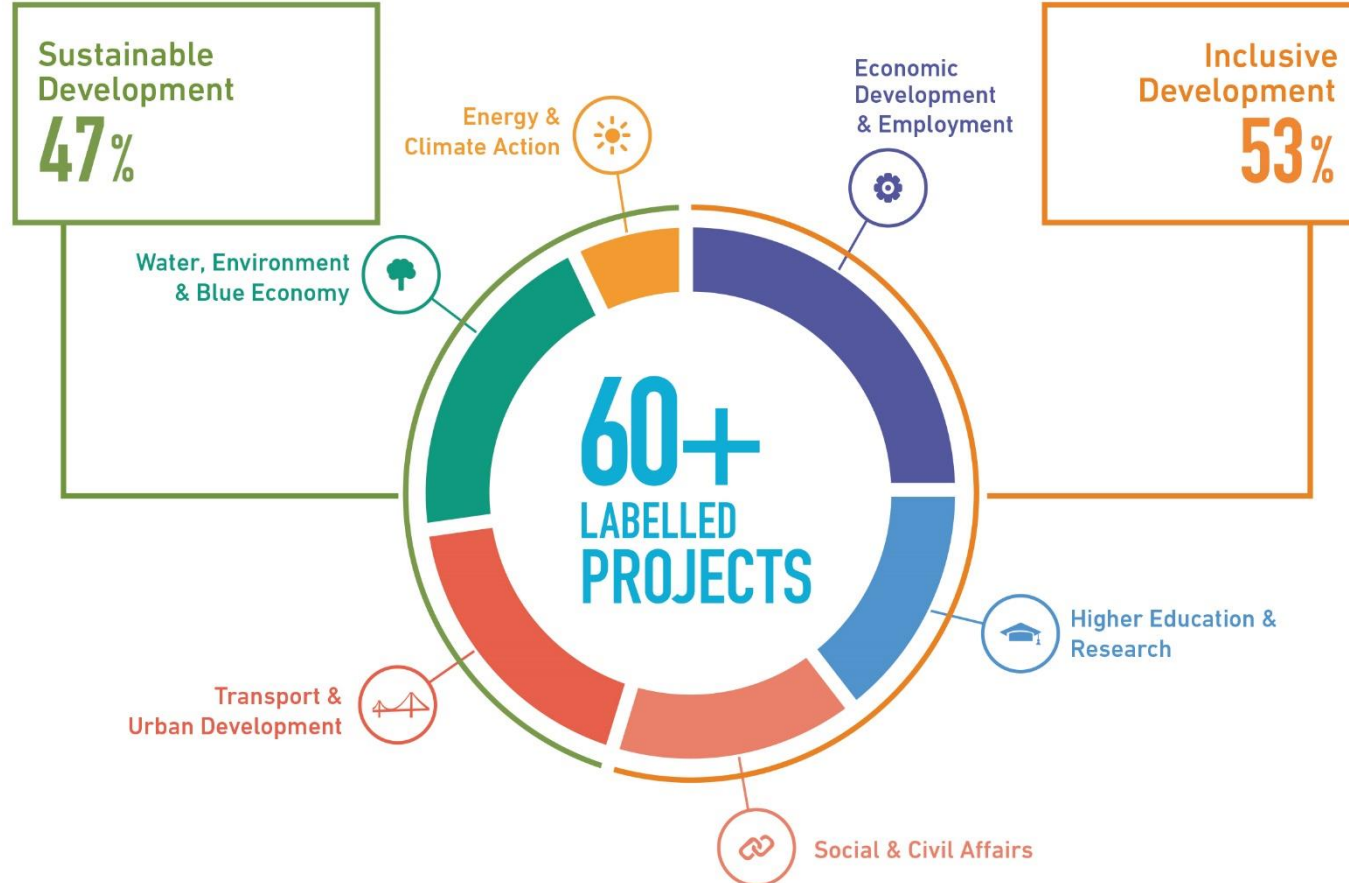 Sustainable
Development
47%
Inclusive
Development
53%
Energy &
Climate Action
Economic
Development
& Employment
Water, Environment
& Blue Economy
60+
LABELLED
PROJECTS
Higher Education &
Research
Transport &
Urban Development
Social & Civil Affairs